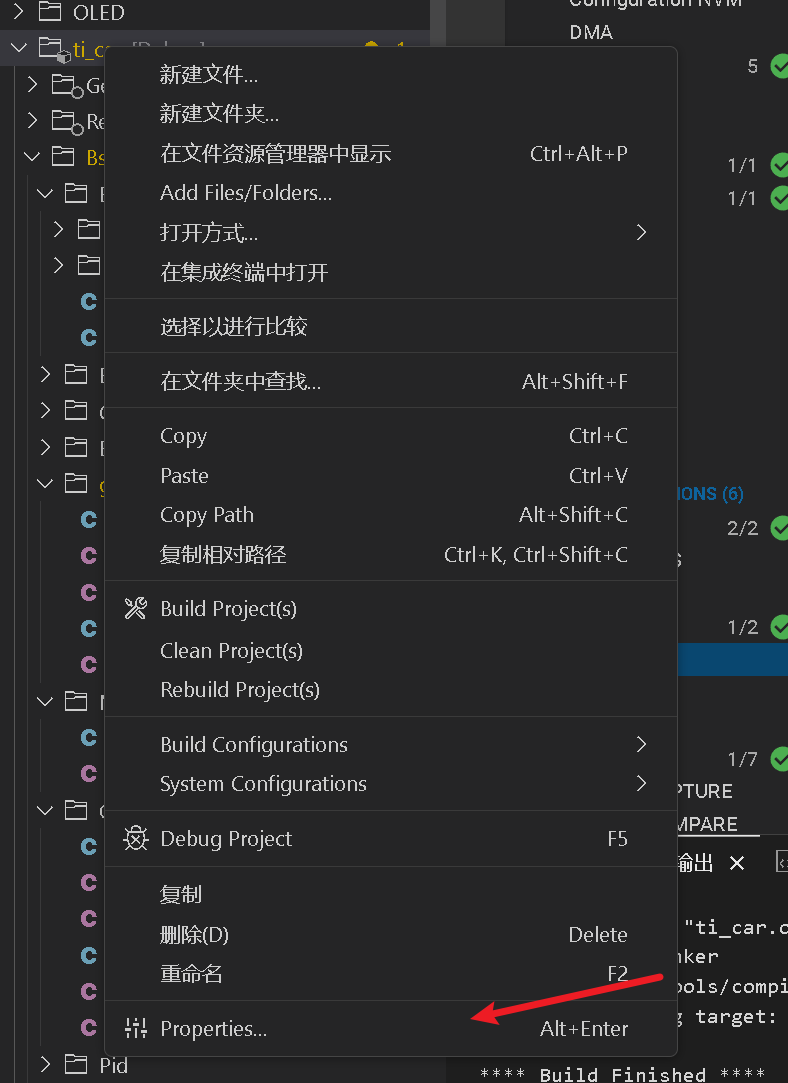 OLED
DMA
5
新建文件...
新建文件夹...
在文件资源管理器中显示 Ctrl+Alt+P
1/1
Add Files/Folders...
1/1
打开方式...
在集成终端中打开
选择以进行比较
在文件夹中查找... Alt+Shift+F
Copy Ctrl+C
Paste Ctrl+V
IONS (6)
Copy Path Alt+Shift+C
2/2
复制相对路径 Ctrl+K, Ctrl+Shift+C
Build Project(s)
1/2
Clean Project(s)
Rebuild Project(s)
Build Configurations
1/7
System Configurations
PTURE
MPARE
Debug Project F5
输出
复制
删除(D) Delete
"ti_car.o
nker
重命名 F2
ools/compi
g target:
Properties... Alt+Enter
Pid
**** Build Finished ****